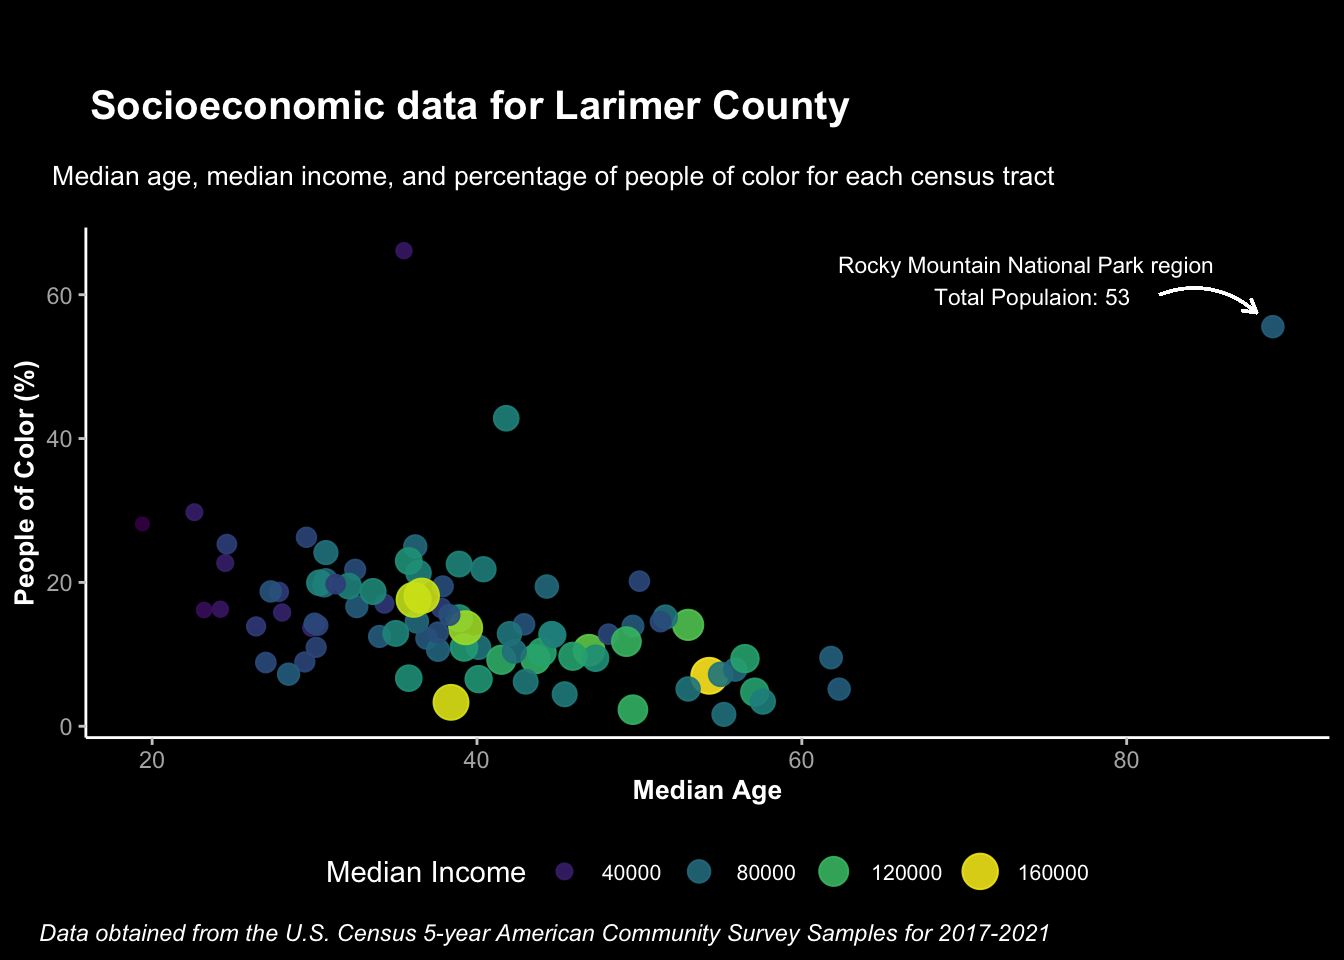 Socioeconomic data for Larimer County
Median age, median income, and percentage of people of color for each census tract
Rocky Mountain National Park region
Total Populaion: 53
People of Color (%)
60
40
20
0
20 40 60 80
Median Age
Median Income 40000 80000 120000 160000
Data obtained from the U.S. Census 5-year American Community Survey Samples for 2017-2021